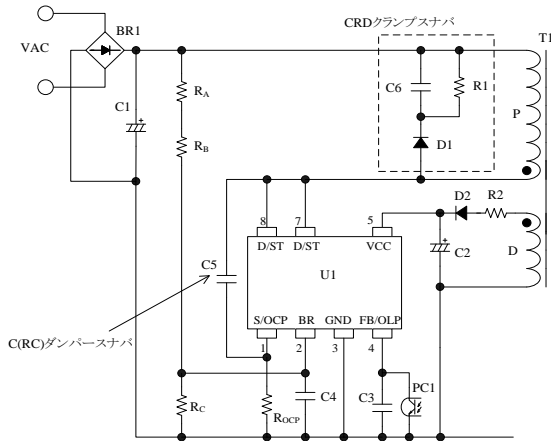 CRDクランプスナバ
T1
BR1
VAC
C1
RA
RB
C6
R1
P
D1
D2
R2
8
7
5
D/ST
D/ST
VCC
C5
U1
C2
D
S/OCP
BR
GND
FB/OLP
1
2
3
4
C(RC)ダンパースナバ
C4
C3
PC1
RC
ROCP